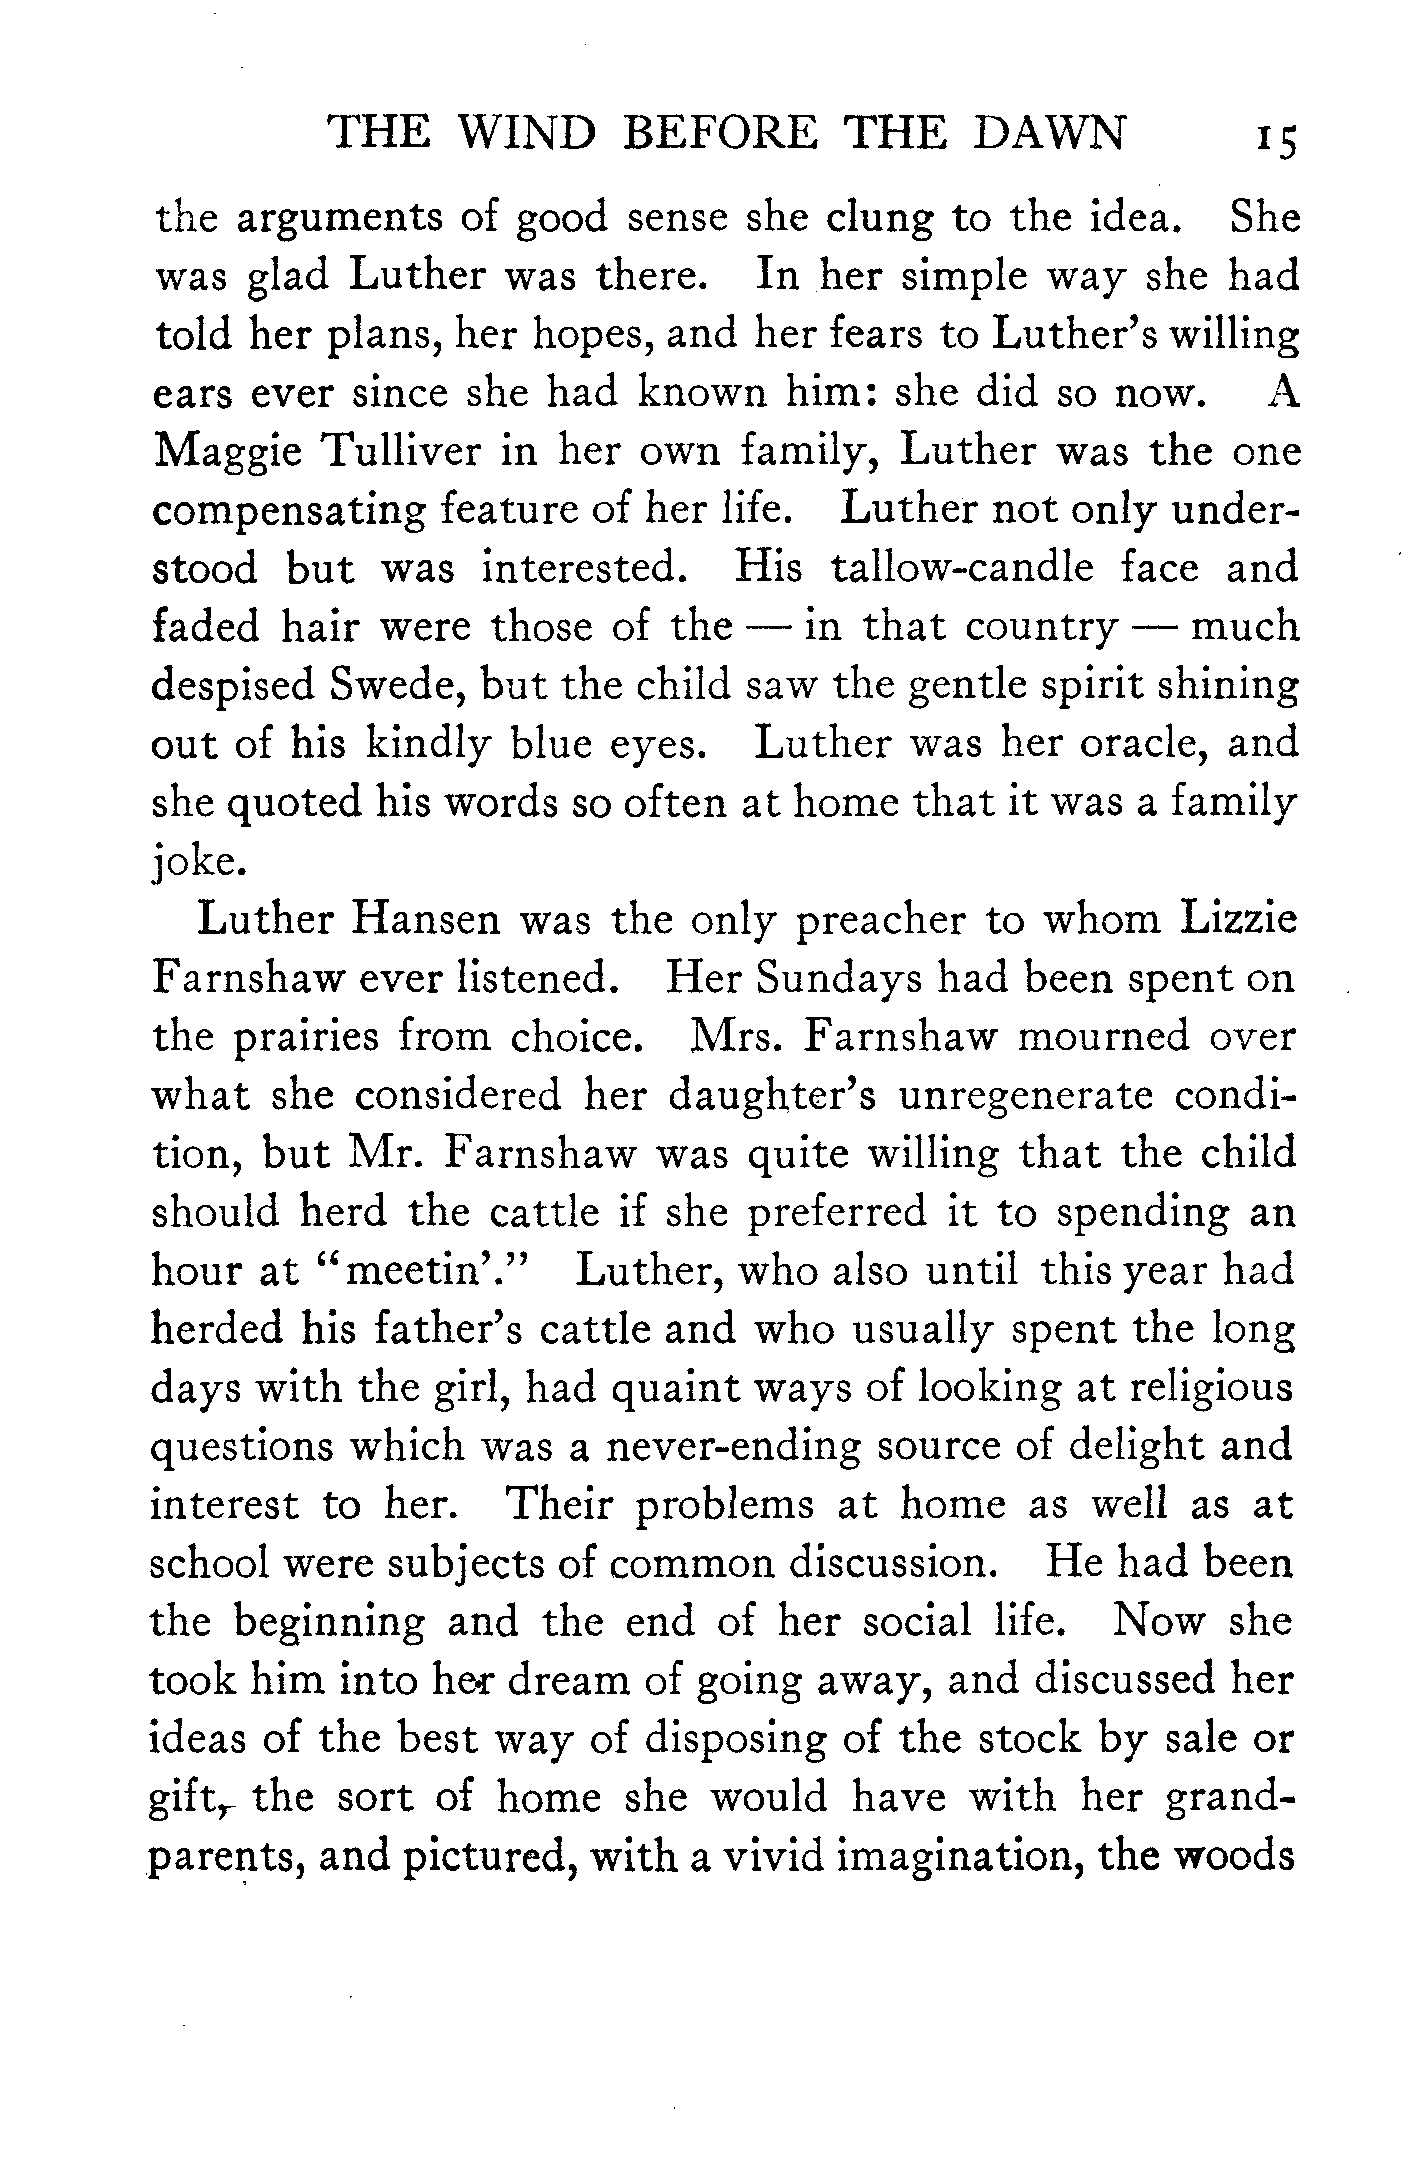 THE WIND BEFORE THE DAWN 15
the arguments of good sense she clung to the idea. She
was glad Luther was there. In her simple way she had
told her plans, her hopes, and her fears to Luther's willing
ears ever since she had known him: she did so now. A
Maggie Tulliver in her own family, Luther was the one
compensating feature of her life. Luther not only under-
stood but was interested. His tallow-candle face and
faded hair were those of the — in that country — much
despised Swede, but the child saw the gentle spirit shining
out of his kindly blue eyes. Luther was her oracle, and
she quoted his words so often at home that it was a family
joke.
Luther Hansen was the only preacher to whom Lizzie
Farnshaw ever listened. Her Sundays had been spent on
the prairies from choice. Mrs. Farnshaw mourned over
what she considered her daughter's unregenerate condi-
tion, but Mr. Farnshaw was quite willing that the child
should herd the cattle if she preferred it to spending an
hour at "meetin'." Luther, who also until this year had
herded his father's cattle and who usually spent the long
days with the girl, had quaint ways of looking at religious
questions which was a never-ending source of delight and
interest to her. Their problems at home as well as at
school were subjects of common discussion. He had been
the beginning and the end of her social life. Now she
took him into her dream of going away, and discussed her
ideas of the best way of disposing of the stock by sale or
gift, the sort of home she would have with her grand-
parents, and pictured, with a vivid imagination, the woods